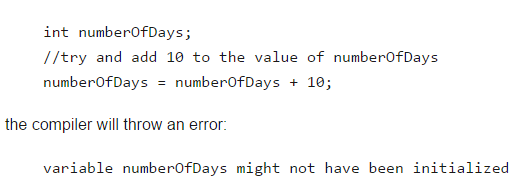 int numberOfDays;
//try and add 10 to the value of numberOfDays
numberOfDays = numberOfDays + 10;
the compiler will throw an error:
variable numberOfDays might not have been initialized